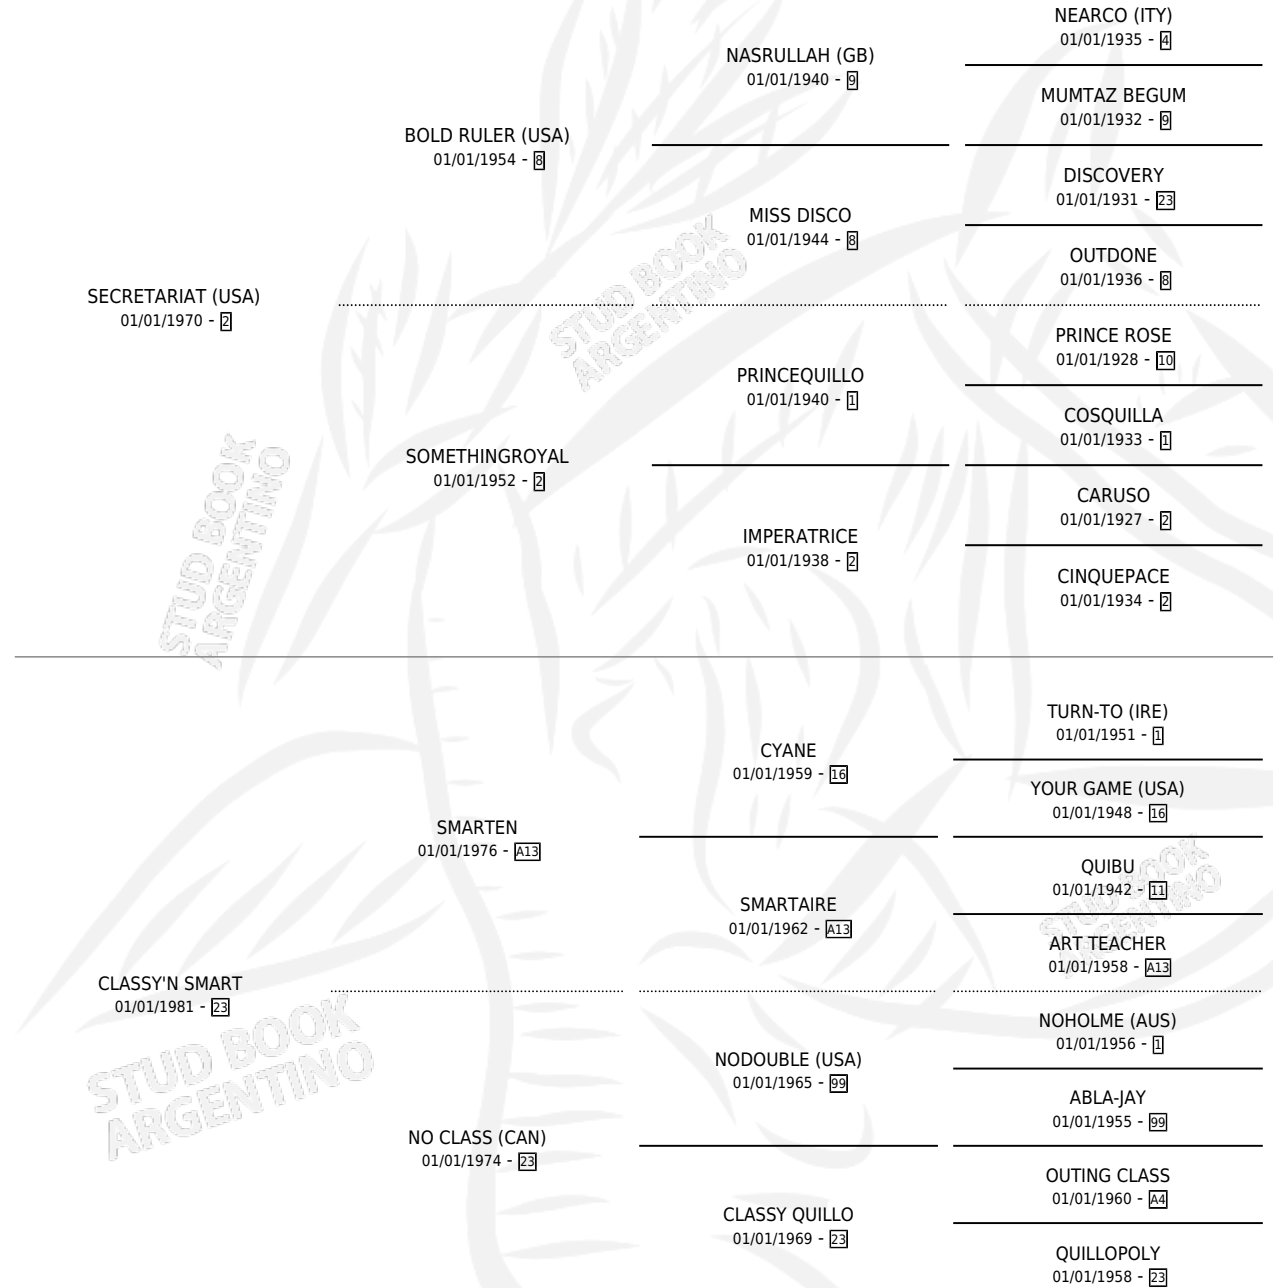 NEARCO (ITY)
01/01/1935 - 4
NASRULLAH (GB)
01/01/1940 - 9
MUMTAZ BEGUM
01/01/1932 - 9
BOLD RULER (USA)
01/01/1954 - 8
DISCOVERY
01/01/1931 - 23
MISS DISCO
01/01/1944 - 8
OUTDONE
01/01/1936 - 8
SECRETARIAT (USA)
01/01/1970 - 2
PRINCE ROSE
01/01/1928 - 10
PRINCEQUILLO
01/01/1940 - 1
COSQUILLA
01/01/1933 - 1
SOMETHINGROYAL
01/01/1952 - 2
CARUSO
01/01/1927 - 2
IMPERATRICE
01/01/1938 - 2
CINQUEPACE
01/01/1934 - 2
TURN-TO (IRE)
01/01/1951 - 1
CYANE
01/01/1959 - 16
YOUR GAME (USA)
01/01/1948 - 16
SMARTEN
01/01/1976 - A13
QUIBU
01/01/1942 - 11
SMARTAIRE
01/01/1962 - A13
ART TEACHER
01/01/1958 - A13
CLASSY'N SMART
01/01/1981 - 23
NOHOLME (AUS)
01/01/1956 - 1
NODOUBLE (USA)
01/01/1965 - 99
ABLA-JAY
01/01/1955 - 99
NO CLASS (CAN)
01/01/1974 - 23
OUTING CLASS
01/01/1960 - A4
CLASSY QUILLO
01/01/1969 - 23
QUILLOPOLY
01/01/1958 - 23
STUD BOOK
ARGENTINO
STUD BOOK
ARGENTINO
STUD BOOK
ARGENTINO
STUD BOOK
ARGENTINO